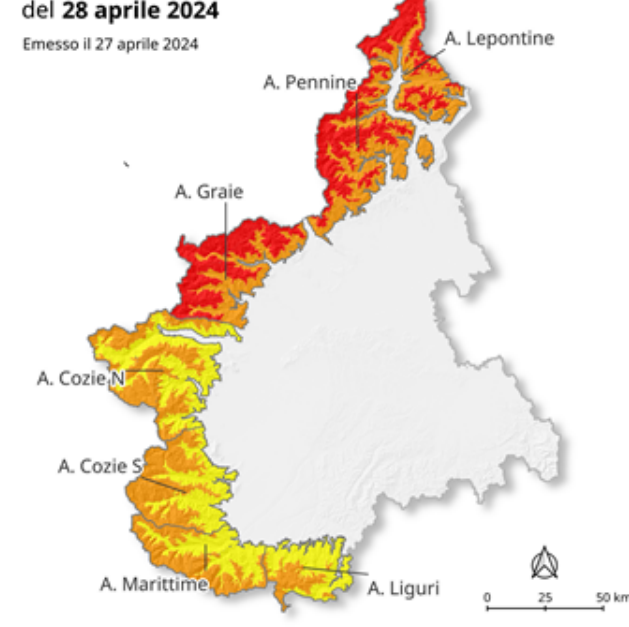 del 28 aprile 2024
Emesso il 27 aprile 2024
A. Lepontine
A. Pennine
A. Graie
A. Cozie N
A. Cozie S
A. Marittime
A. Liguri
0 25 50 km